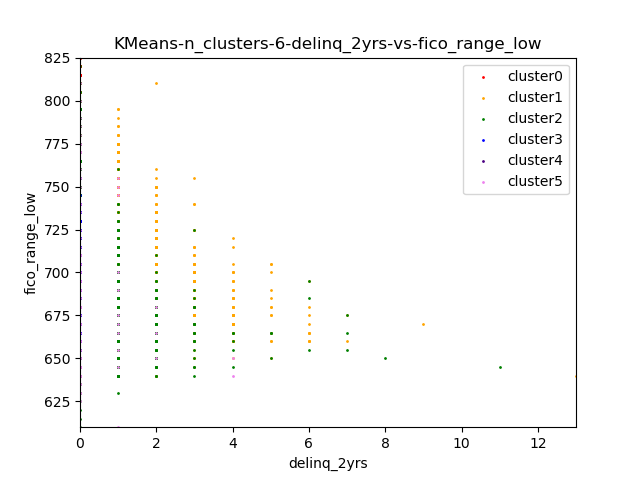 KMeans-n_clusters-6-delinq_2yrs-vs-fico_range_low
825
800
775
750
725
700
675
650
625
fico_range_low
cluster0
cluster1
cluster2
cluster3
cluster4
cluster5
0 2 4 6 8 10 12
delinq_2yrs